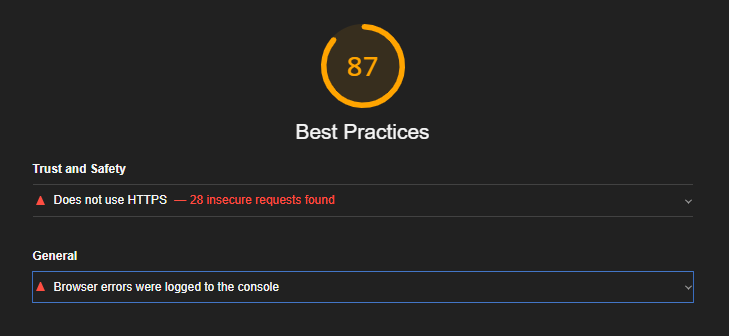 87
Best Practices
Trust and Safety
Does not use HTTPS — 28 insecure requests found
General
Browser errors were logged to the console